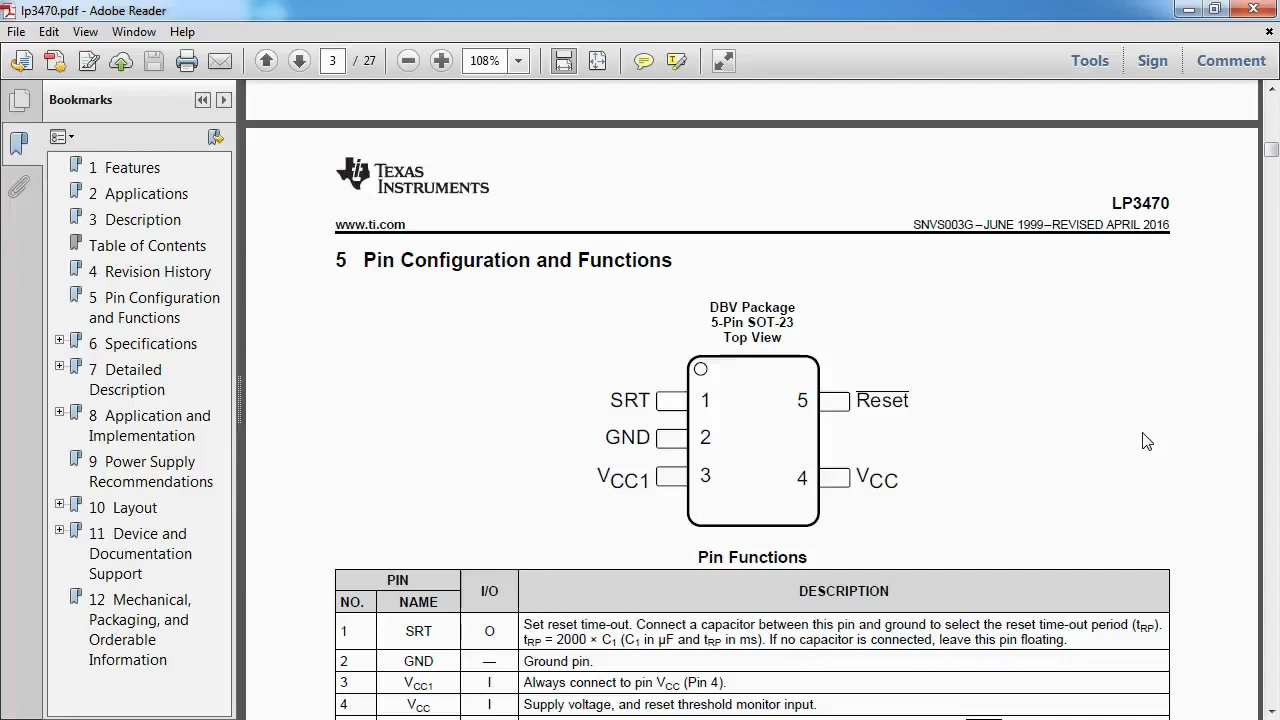 lp3470.pdf - Adobe Reader
File Edit View Window Help
3 / 27 108% Tools Sign Comment
Bookmarks
1 Features
2 Applications
3 Description
Table of Contents
4 Revision History
5 Pin Configuration
and Functions
6 Specifications
7 Detailed
Description
8 Application and
Implementation
9 Power Supply
Recommendations
10 Layout
11 Device and
Documentation
Support
12 Mechanical,
Packaging, and
Orderable
Information
TEXAS
INSTRUMENTS
LP3470
www.ti.com SNVS003G–JUNE 1999–REVISED APRIL 2016
5 Pin Configuration and Functions
DBV Package
5-Pin SOT-23
Top View
SRT 1 5 Reset
GND 2
VCC1 3 4 VCC
Pin Functions
PIN I/O DESCRIPTION
NO. NAME
1 SRT O Set reset time-out. Connect a capacitor between this pin and ground to select the reset time-out period (tRP).
tRP = 2000 × C1 (C1 in µF and tRP in ms). If no capacitor is connected, leave this pin floating.
2 GND — Ground pin.
3 VCC1 I Always connect to pin VCC (Pin 4).
4 VCC I Supply voltage, and reset threshold monitor input.